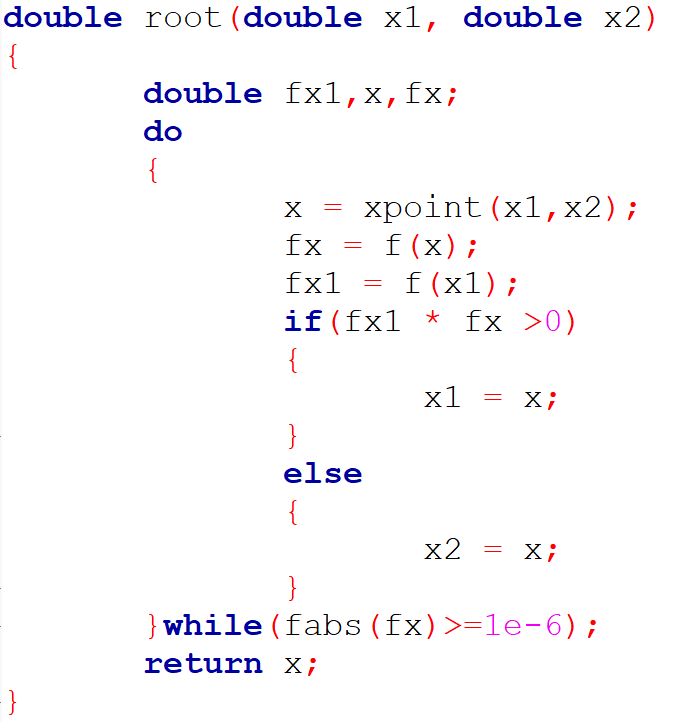 double root(double x1, double x2)
{
double fx1,x,fx;
do
{
x = xpoint(x1,x2);
fx = f(x);
fx1 = f(x1);
if(fx1 * fx >0)
{
x1 = x;
}
else
{
x2 = x;
}
}while(fabs(fx)>=1e-6);
return x;
}